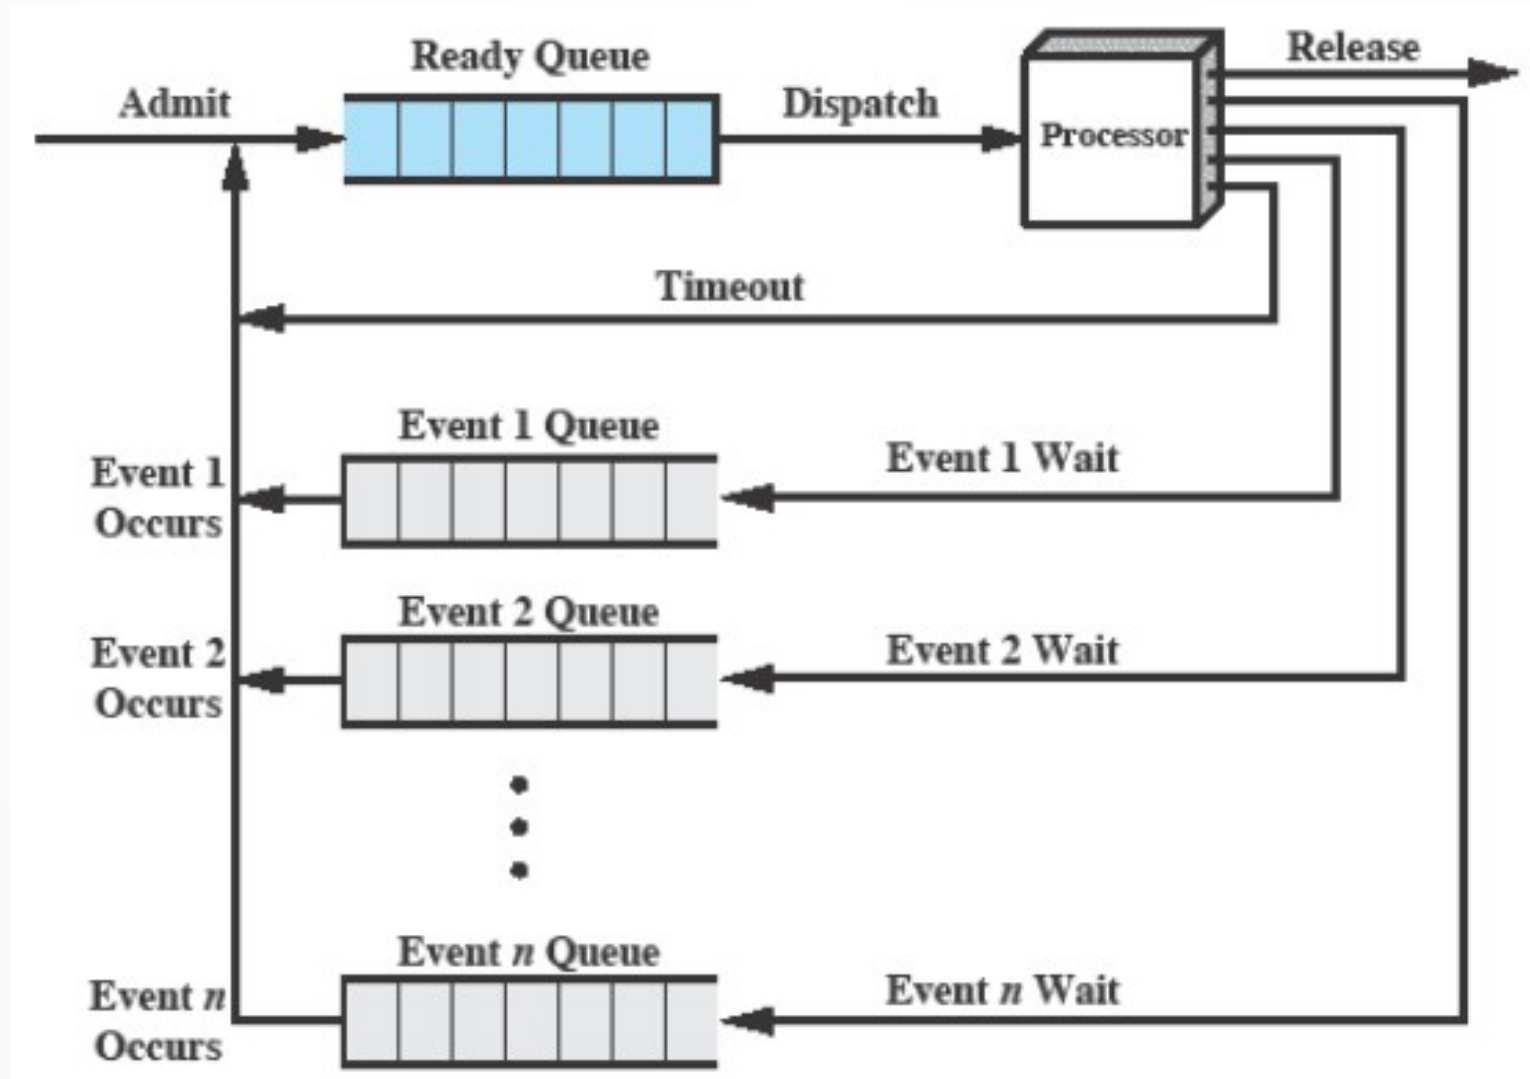 Ready Queue
Release
Admit
Dispatch
Processor
Timeout
Event 1 Queue
Event 1
Occurs
Event 1 Wait
Event 2 Queue
Event 2
Occurs
Event 2 Wait
Event n Queue
Event n
Occurs
Event n Wait